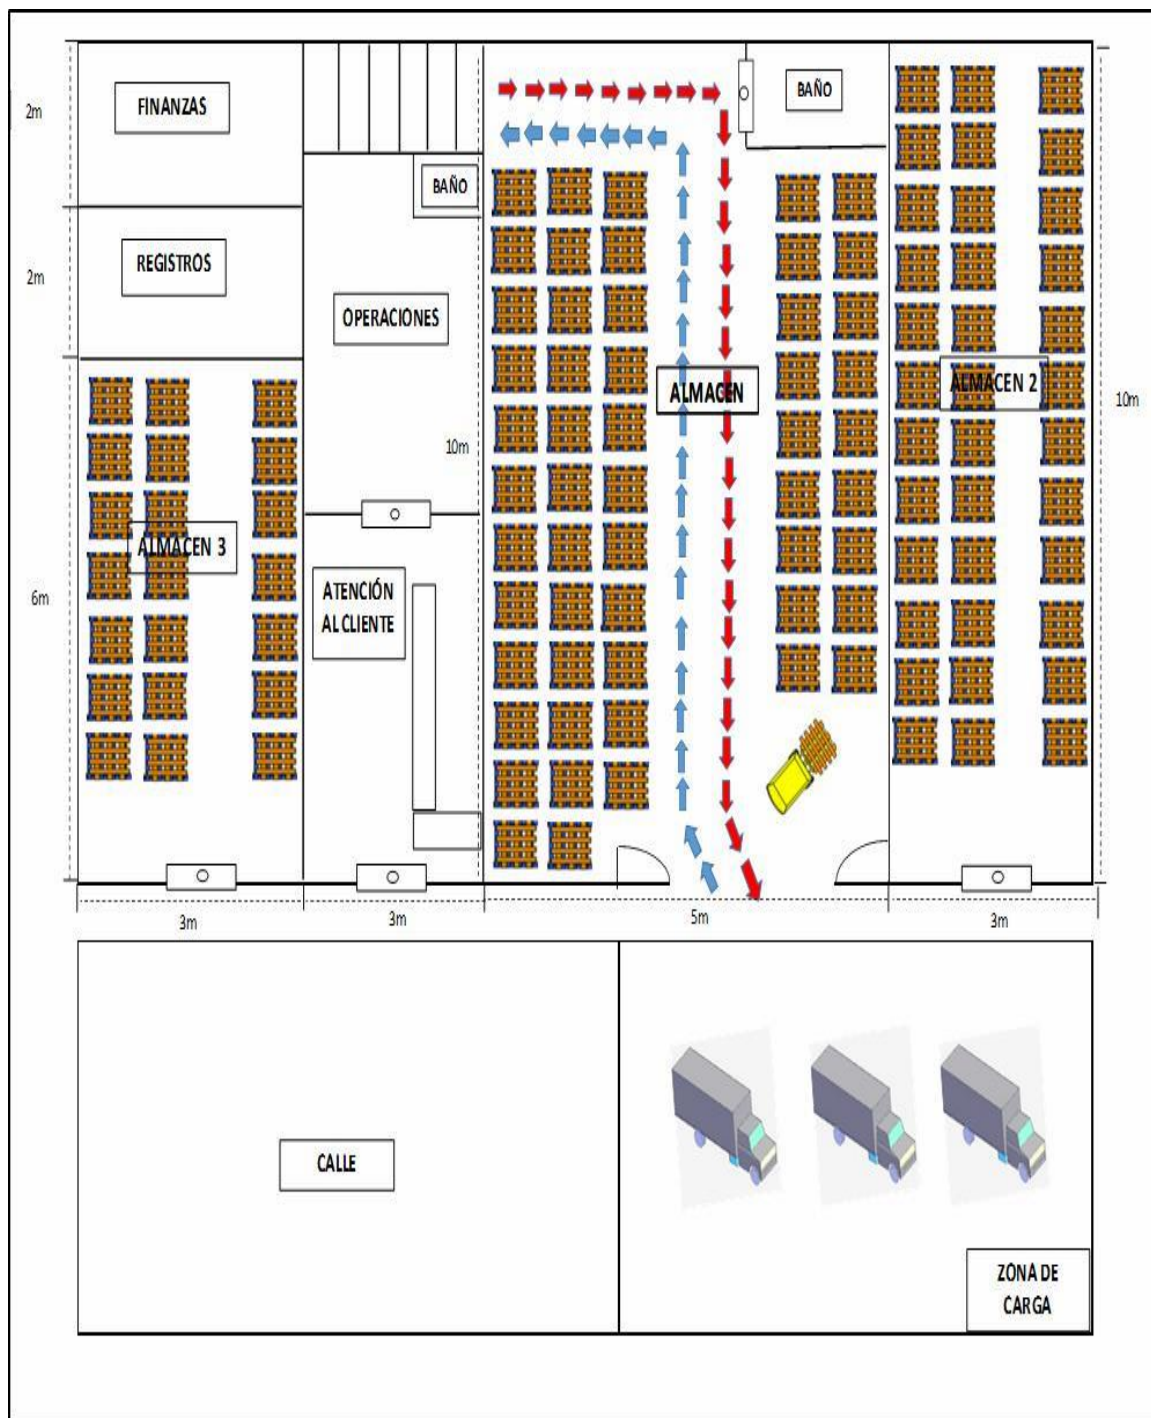 FINANZAS
BAÑO
2m
BAÑO
REGISTROS
2m
OPERACIONES
ALMACEN
ALMACEN 2
10m
10m
ALMACEN 3
6m
ATENCIÓN
AL CLIENTE
3m
3m
5m
3m
CALLE
ZONA DE
CARGA